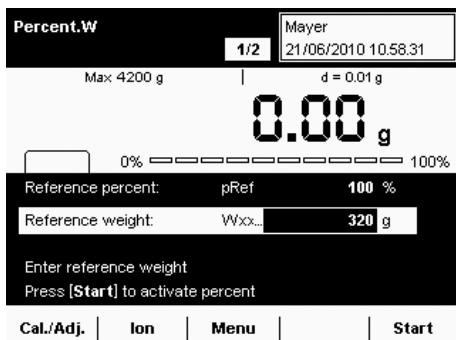 Percent.W
1/2
Mayer
21/06/2010 10.58.31
Max 4200 g
d = 0.01 g
0.00 g
0% 100%
Reference percent: pRef 100 %
Reference weight: Wxx... 320 g
Enter reference weight
Press [Start] to activate percent
Cal./Adj. Ion Menu Start